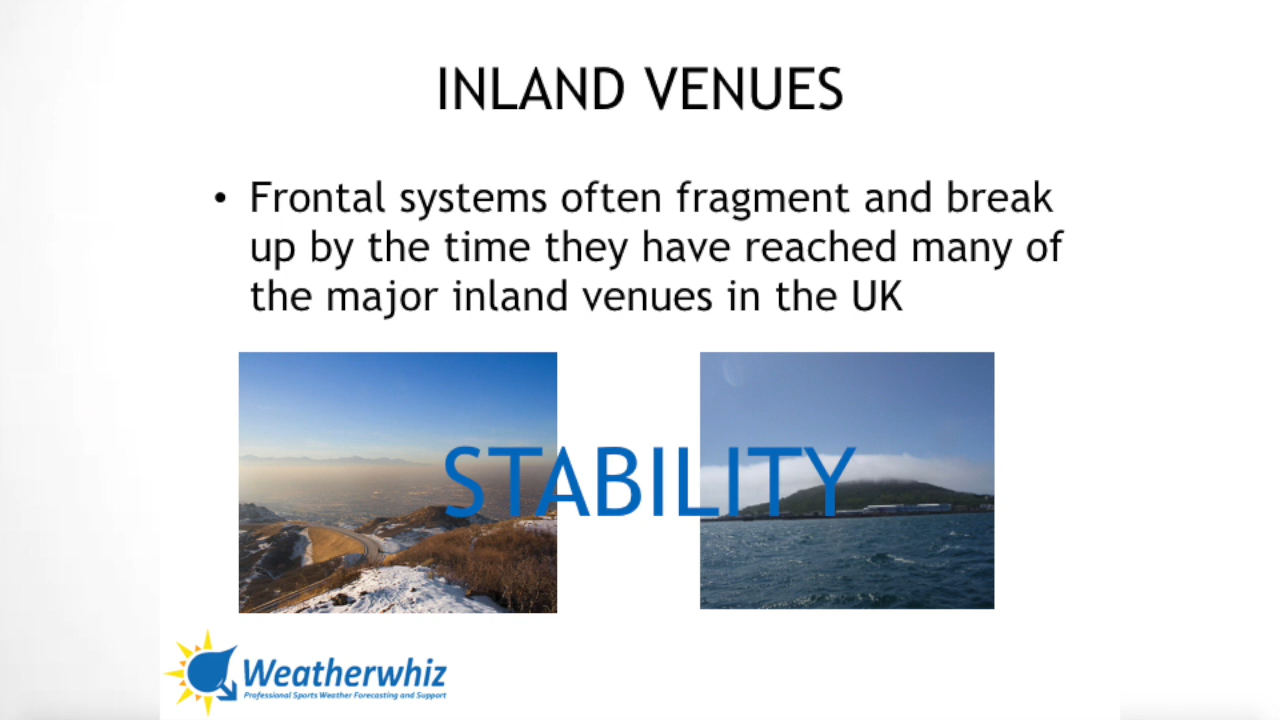 INLAND VENUES
• Frontal systems often fragment and break
up by the time they have reached many of
the major inland venues in the UK
STABILITY
Weatherwhiz
Professional Sports Weather Forecasting and Support